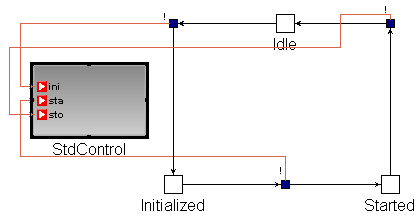 ! !
Idle
ini
sta
sto
StdControl
!
Initialized Started